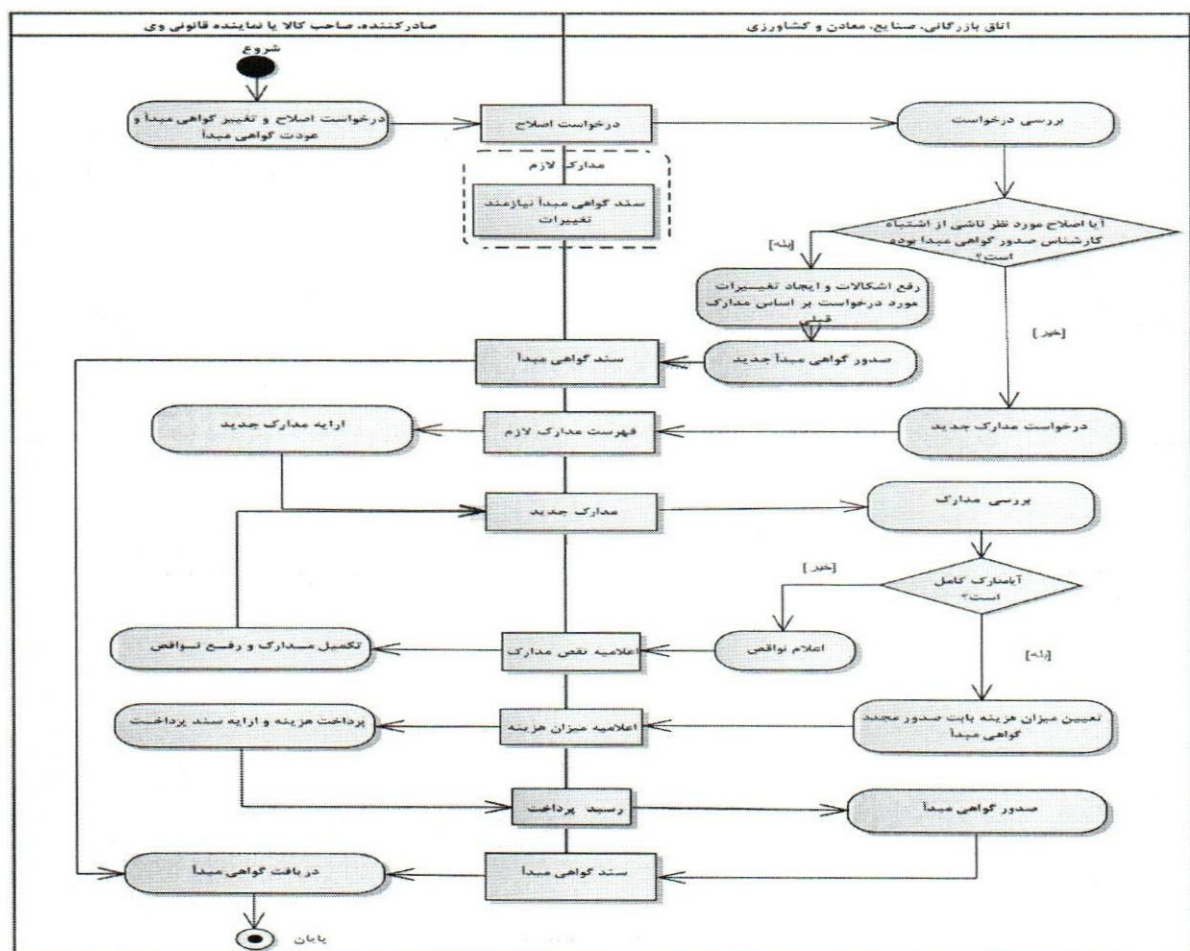 صادرکننده، صاحب کالا یا نماینده قانونی وی
اتاق بازرگانی، صنایع، معادن و کشاورزی
شروع
درخواست اصلاح و تغییر گواهی مبدأ و
عودت گواهی مبدأ
درخواست اصلاح
بررسی درخواست
مدارک لازم
سند گواهی مبدأ نیازمند
تغییرات
آیا اصلاح مورد نظر ناشی از اشتباه
کارشناس صدور گواهی مبدا بوده
است؟
[بله]
رفع اشکالات و ایجاد تغییرات
مورد درخواست بر اساس مدارک
قبلی
[خیر]
صدور گواهی مبدأ جدید
سند گواهی مبدأ
درخواست مدارک جدید
فهرست مدارک لازم
ارایه مدارک جدید
مدارک جدید
بررسی مدارک
آیامدارک کامل
است؟
[خیر]
اعلام نواقص
اعلامیه نقص مدارک
تکمیل مدارک و رفع نواقص
[بله]
تعیین میزان هزینه بابت صدور مجدد
گواهی مبدأ
اعلامیه میزان هزینه
پرداخت هزینه و ارایه سند پرداخت
رسید پرداخت
صدور گواهی مبدأ
سند گواهی مبدأ
دریافت گواهی مبدأ
پایان